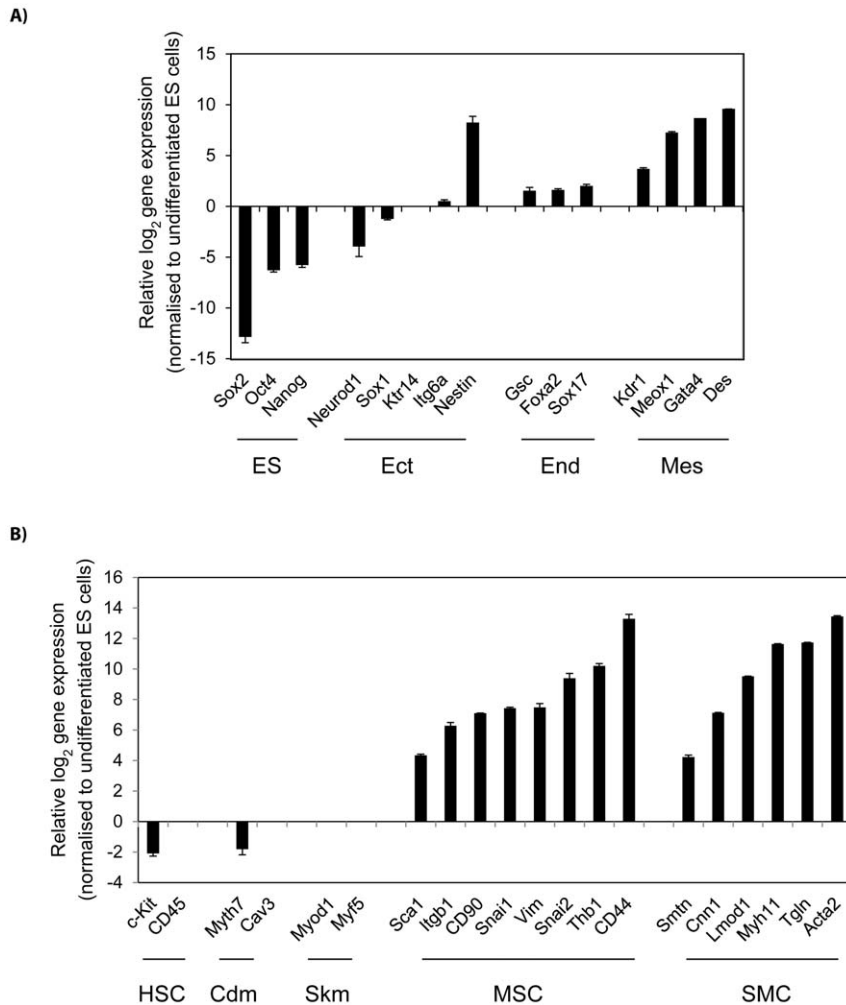 A)
Relative log2 gene expression
(normalised to undifferentiated ES cells)
15
10
5
0
-5
-10
-15
Sox2 Oct4 Nanog Neurod1 Sox1 Ktr14 Itg6a Nestin Gsc Foxa2 Sox17 Kdr1 Meox1 Gata4 Des
ES Ect End Mes
B)
Relative log2 gene expression
(normalised to undifferentiated ES cells)
16
14
12
10
8
6
4
2
0
-2
-4
c-Kit CD45 Myth7 Cav3 Myod1 Myf5 Sca1 Itgb1 CD90 Snai1 Vim Snai2 Thb1 CD44 Smtn Cnn1 Lmod1 Myh11 Tgln Acta2
HSC Cdm Skm MSC SMC